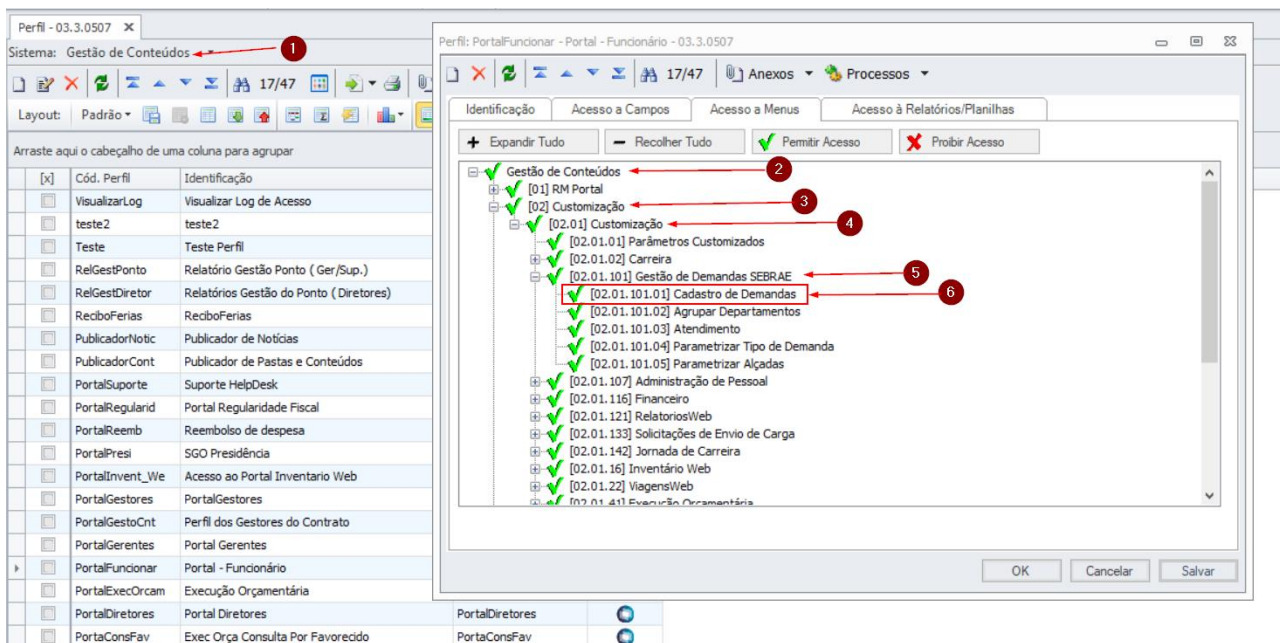 Perfil - 03.3.0507
Sistema: Gestão de Conteúdos
1
17/47
Layout: Padrão
Arraste aqui o cabeçalho de uma coluna para agrupar
[x] Cód. Perfil Identificação
VisualizarLog Visualizar Log de Acesso
teste2 teste2
Teste Teste Perfil
RelGestPonto Relatório Gestão Ponto ( Ger/Sup.)
RelGestDiretor Relatórios Gestão do Ponto ( Diretores)
ReciboFerias ReciboFerias
PublicadorNotic Publicador de Notícias
PublicadorCont Publicador de Pastas e Conteúdos
PortalSuporte Suporte HelpDesk
PortalRegularid Portal Regularidade Fiscal
PortalReemb Reembolso de despesa
PortalPresi SGO Presidência
PortalInvent_We Acesso ao Portal Inventario Web
PortalGestores PortalGestores
PortalGestoCnt Perfil dos Gestores do Contrato
PortalGerentes Portal Gerentes
PortalFuncionar Portal - Funcionário
PortalExecOrcam Execução Orçamentária
PortalDiretores Portal Diretores PortalDiretores
PortaConsFav Exec Orça Consulta Por Favorecido PortaConsFav
Perfil: PortalFuncionar - Portal - Funcionário - 03.3.0507
17/47 Anexos Processos
Identificação Acesso a Campos Acesso a Menus Acesso à Relatórios/Planilhas
Expandir Tudo Recolher Tudo Permitir Acesso Proibir Acesso
Gestão de Conteúdos 2
[01] RM Portal
[02] Customização 3
[02.01] Customização 4
[02.01.01] Parâmetros Customizados
[02.01.02] Carreira
[02.01.101] Gestão de Demandas SEBRAE 5
[02.01.101.01] Cadastro de Demandas 6
[02.01.101.02] Agrupar Departamentos
[02.01.101.03] Atendimento
[02.01.101.04] Parametrizar Tipo de Demanda
[02.01.101.05] Parametrizar Alçadas
[02.01.107] Administração de Pessoal
[02.01.116] Financeiro
[02.01.121] RelatoriosWeb
[02.01.133] Solicitações de Envio de Carga
[02.01.142] Jornada de Carreira
[02.01.16] Inventário Web
[02.01.22] ViagensWeb
[02.01.41] Execução Orçamentária
OK Cancelar Salvar